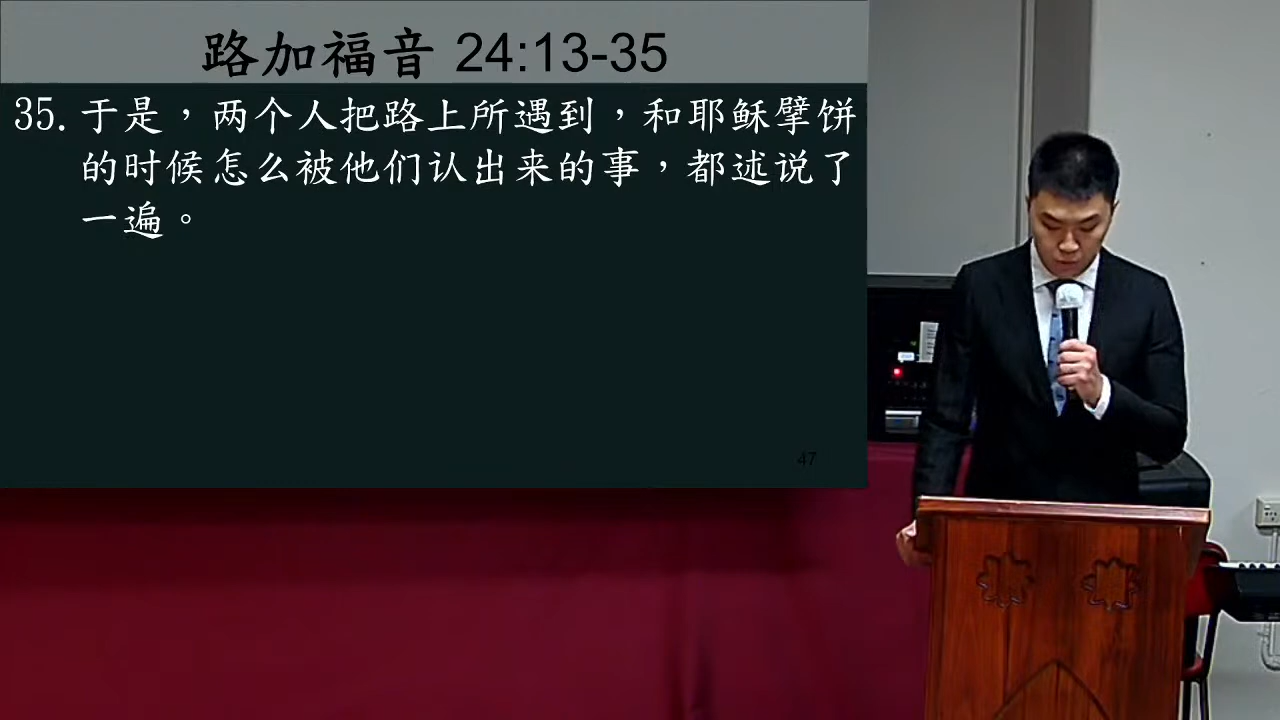 路加福音 24:13-35
35. 于是，两个人把路上所遇到，和耶稣擘饼
的时候怎么被他们认出来的事，都述说了
一遍。
47